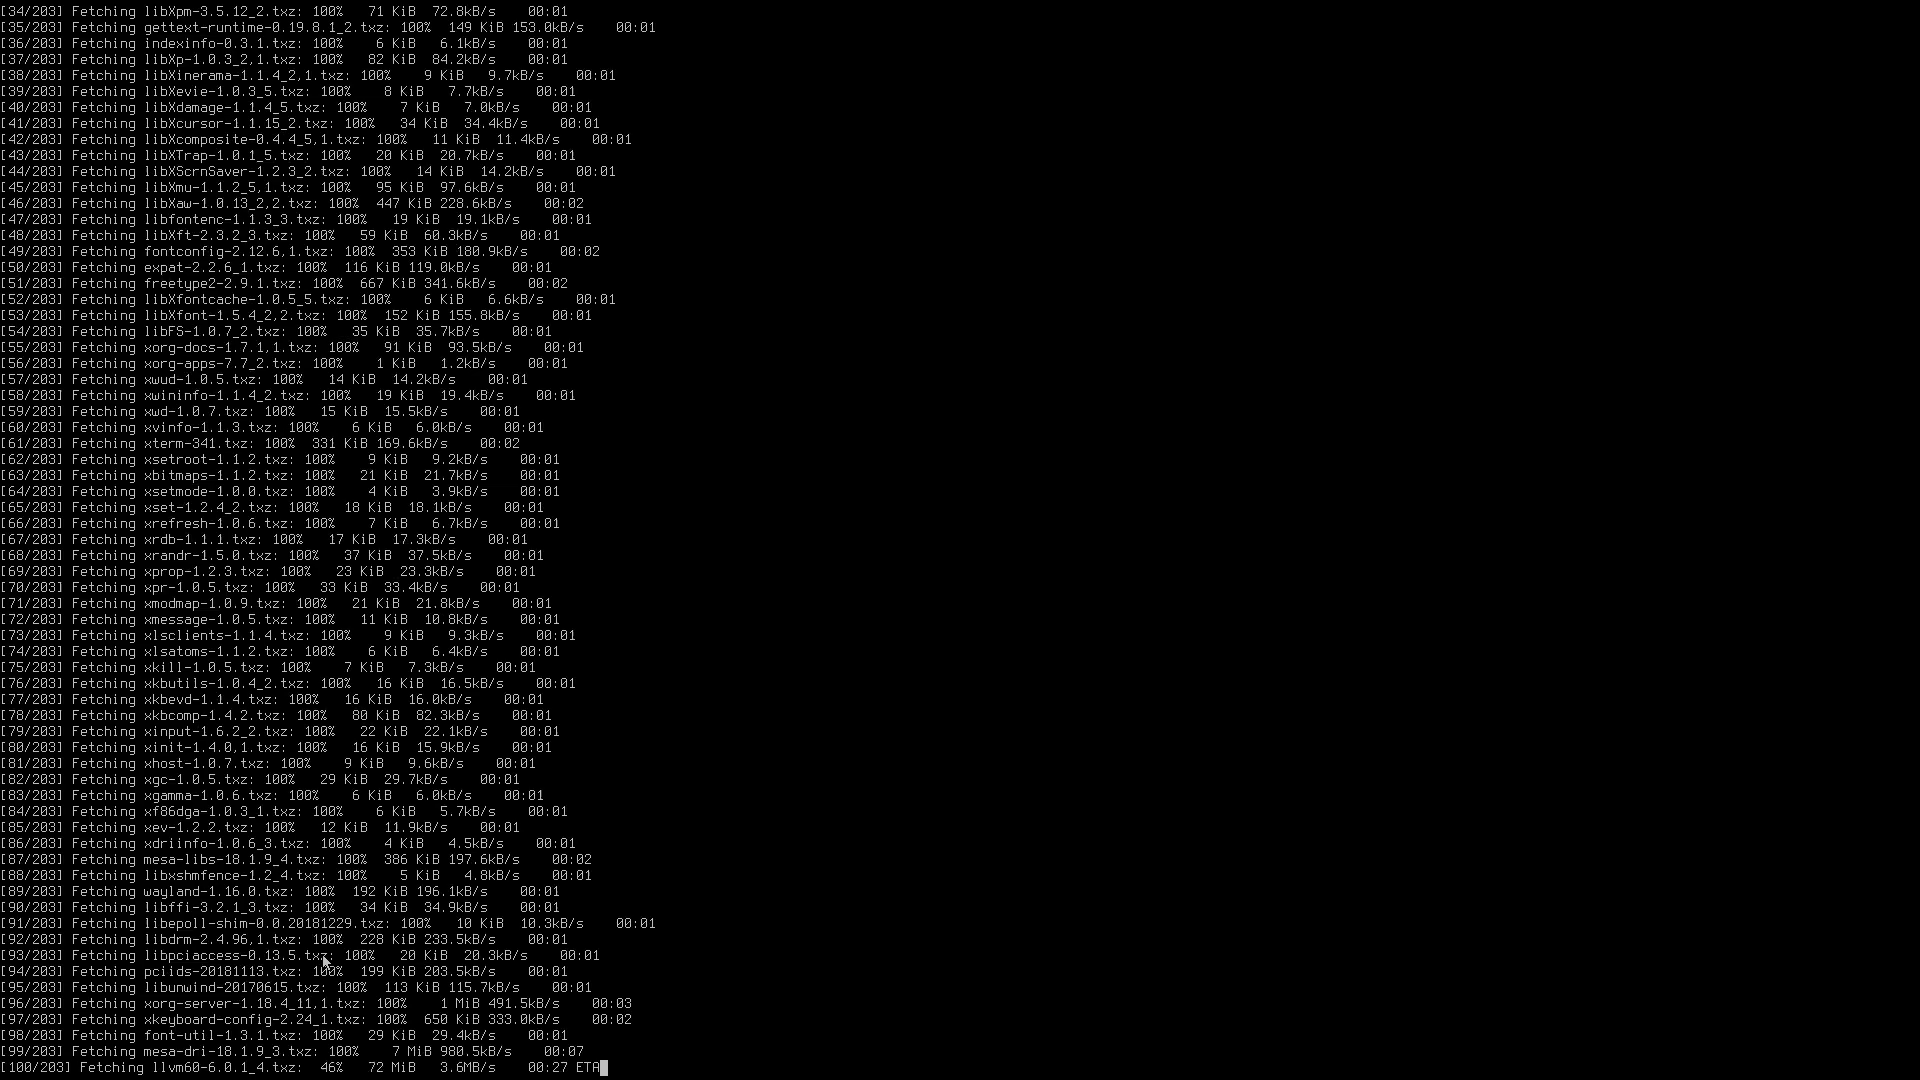 [34/203] Fetching libXpm-3.5.12_2.txz: 100%   71 KiB  72.8kB/s    00:01
[35/203] Fetching gettext-runtime-0.19.8.1_2.txz: 100%  149 KiB 153.0kB/s    00:01
[36/203] Fetching indexinfo-0.3.1.txz: 100%    6 KiB   6.1kB/s    00:01
[37/203] Fetching libXp-1.0.3_2,1.txz: 100%   82 KiB  84.2kB/s    00:01
[38/203] Fetching libXinerama-1.1.4_2,1.txz: 100%    9 KiB   9.7kB/s    00:01
[39/203] Fetching libXevie-1.0.3_5.txz: 100%    8 KiB   7.7kB/s    00:01
[40/203] Fetching libXdamage-1.1.4_5.txz: 100%    7 KiB   7.0kB/s    00:01
[41/203] Fetching libXcursor-1.1.15_2.txz: 100%   34 KiB  34.4kB/s    00:01
[42/203] Fetching libXcomposite-0.4.4_5,1.txz: 100%   11 KiB  11.4kB/s    00:01
[43/203] Fetching libXTrap-1.0.1_5.txz: 100%   20 KiB  20.7kB/s    00:01
[44/203] Fetching libXScrnSaver-1.2.3_2.txz: 100%   14 KiB  14.2kB/s    00:01
[45/203] Fetching libXmu-1.1.2_5,1.txz: 100%   95 KiB  97.6kB/s    00:01
[46/203] Fetching libXaw-1.0.13_2,2.txz: 100%  447 KiB 228.6kB/s    00:02
[47/203] Fetching libfontenc-1.1.3_3.txz: 100%   19 KiB  19.1kB/s    00:01
[48/203] Fetching libXft-2.3.2_3.txz: 100%   59 KiB  60.3kB/s    00:01
[49/203] Fetching fontconfig-2.12.6,1.txz: 100%  353 KiB 180.9kB/s    00:02
[50/203] Fetching expat-2.2.6_1.txz: 100%  116 KiB 119.0kB/s    00:01
[51/203] Fetching freetype2-2.9.1.txz: 100%  667 KiB 341.6kB/s    00:02
[52/203] Fetching libXfontcache-1.0.5_5.txz: 100%    6 KiB   6.6kB/s    00:01
[53/203] Fetching libXfont-1.5.4_2,2.txz: 100%  152 KiB 155.8kB/s    00:01
[54/203] Fetching libFS-1.0.7_2.txz: 100%   35 KiB  35.7kB/s    00:01
[55/203] Fetching xorg-docs-1.7.1,1.txz: 100%   91 KiB  93.5kB/s    00:01
[56/203] Fetching xorg-apps-7.7_2.txz: 100%    1 KiB   1.2kB/s    00:01
[57/203] Fetching xwud-1.0.5.txz: 100%   14 KiB  14.2kB/s    00:01
[58/203] Fetching xwininfo-1.1.4_2.txz: 100%   19 KiB  19.4kB/s    00:01
[59/203] Fetching xwd-1.0.7.txz: 100%   15 KiB  15.5kB/s    00:01
[60/203] Fetching xvinfo-1.1.3.txz: 100%    6 KiB   6.0kB/s    00:01
[61/203] Fetching xterm-341.txz: 100%  331 KiB 169.6kB/s    00:02
[62/203] Fetching xsetroot-1.1.2.txz: 100%    9 KiB   9.2kB/s    00:01
[63/203] Fetching xbitmaps-1.1.2.txz: 100%   21 KiB  21.7kB/s    00:01
[64/203] Fetching xsetmode-1.0.0.txz: 100%    4 KiB   3.9kB/s    00:01
[65/203] Fetching xset-1.2.4_2.txz: 100%   18 KiB  18.1kB/s    00:01
[66/203] Fetching xrefresh-1.0.6.txz: 100%    7 KiB   6.7kB/s    00:01
[67/203] Fetching xrdb-1.1.1.txz: 100%   17 KiB  17.3kB/s    00:01
[68/203] Fetching xrandr-1.5.0.txz: 100%   37 KiB  37.5kB/s    00:01
[69/203] Fetching xprop-1.2.3.txz: 100%   23 KiB  23.3kB/s    00:01
[70/203] Fetching xpr-1.0.5.txz: 100%   33 KiB  33.4kB/s    00:01
[71/203] Fetching xmodmap-1.0.9.txz: 100%   21 KiB  21.8kB/s    00:01
[72/203] Fetching xmessage-1.0.5.txz: 100%   11 KiB  10.8kB/s    00:01
[73/203] Fetching xlsclients-1.1.4.txz: 100%    9 KiB   9.3kB/s    00:01
[74/203] Fetching xlsatoms-1.1.2.txz: 100%    6 KiB   6.4kB/s    00:01
[75/203] Fetching xkill-1.0.5.txz: 100%    7 KiB   7.3kB/s    00:01
[76/203] Fetching xkbutils-1.0.4_2.txz: 100%   16 KiB  16.5kB/s    00:01
[77/203] Fetching xkbevd-1.1.4.txz: 100%   16 KiB  16.0kB/s    00:01
[78/203] Fetching xkbcomp-1.4.2.txz: 100%   80 KiB  82.3kB/s    00:01
[79/203] Fetching xinput-1.6.2_2.txz: 100%   22 KiB  22.1kB/s    00:01
[80/203] Fetching xinit-1.4.0,1.txz: 100%   16 KiB  15.9kB/s    00:01
[81/203] Fetching xhost-1.0.7.txz: 100%    9 KiB   9.6kB/s    00:01
[82/203] Fetching xgc-1.0.5.txz: 100%   29 KiB  29.7kB/s    00:01
[83/203] Fetching xgamma-1.0.6.txz: 100%    6 KiB   6.0kB/s    00:01
[84/203] Fetching xf86dga-1.0.3_1.txz: 100%    6 KiB   5.7kB/s    00:01
[85/203] Fetching xev-1.2.2.txz: 100%   12 KiB  11.9kB/s    00:01
[86/203] Fetching xdriinfo-1.0.6_3.txz: 100%    4 KiB   4.5kB/s    00:01
[87/203] Fetching mesa-libs-18.1.9_4.txz: 100%  386 KiB 197.6kB/s    00:02
[88/203] Fetching libxshmfence-1.2_4.txz: 100%    5 KiB   4.8kB/s    00:01
[89/203] Fetching wayland-1.16.0.txz: 100%  192 KiB 196.1kB/s    00:01
[90/203] Fetching libffi-3.2.1_3.txz: 100%   34 KiB  34.9kB/s    00:01
[91/203] Fetching libepoll-shim-0.0.20181229.txz: 100%   10 KiB  10.3kB/s    00:01
[92/203] Fetching libdrm-2.4.96,1.txz: 100%  228 KiB 233.5kB/s    00:01
[93/203] Fetching libpciaccess-0.13.5.txz: 100%   20 KiB  20.3kB/s    00:01
[94/203] Fetching pciids-20181113.txz: 100%  199 KiB 203.5kB/s    00:01
[95/203] Fetching libunwind-20170615.txz: 100%  113 KiB 115.7kB/s    00:01
[96/203] Fetching xorg-server-1.18.4_11,1.txz: 100%    1 MiB 491.5kB/s    00:03
[97/203] Fetching xkeyboard-config-2.24_1.txz: 100%  650 KiB 333.0kB/s    00:02
[98/203] Fetching font-util-1.3.1.txz: 100%   29 KiB  29.4kB/s    00:01
[99/203] Fetching mesa-dri-18.1.9_3.txz: 100%    7 MiB 980.5kB/s    00:07
[100/203] Fetching llvm60-6.0.1_4.txz:  46%   72 MiB   3.6MB/s    00:27 ETA